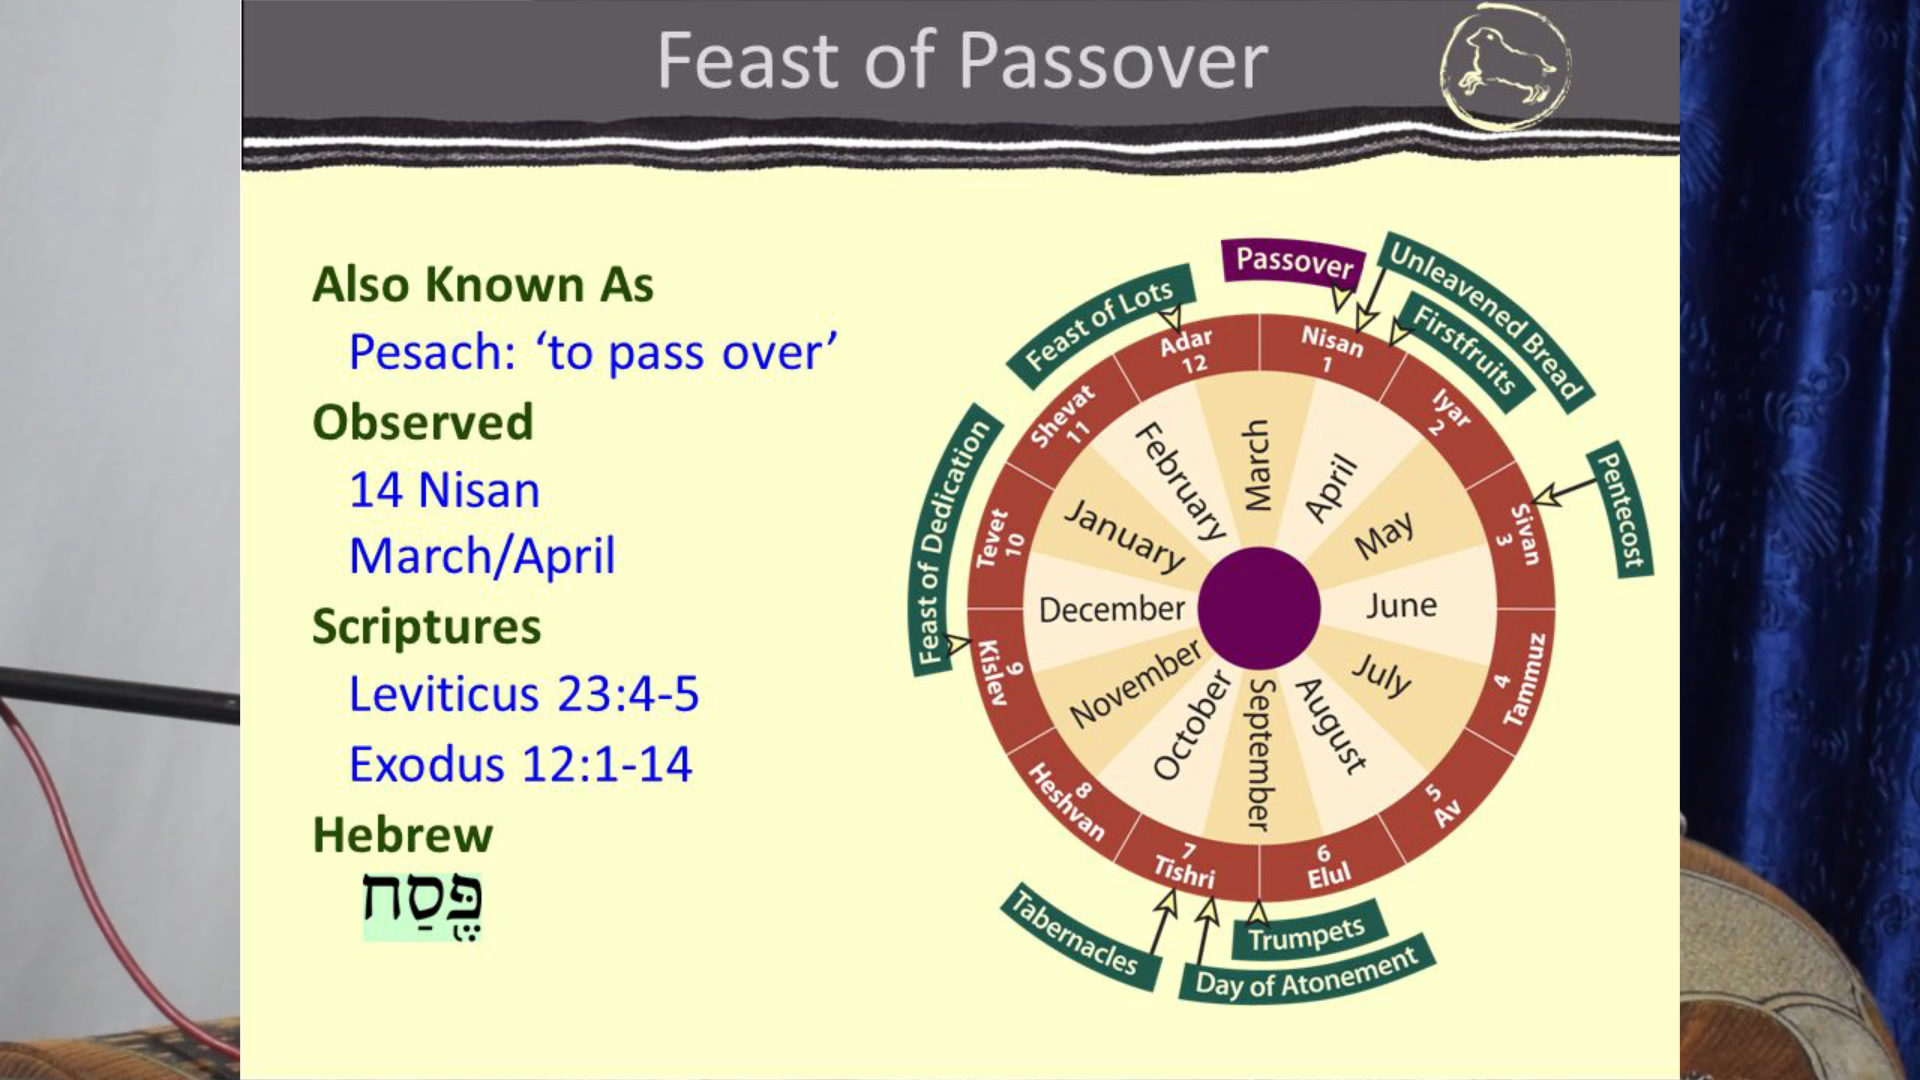 Feast of Passover
Also Known As
Pesach: ‘to pass over’
Observed
14 Nisan
March/April
Scriptures
Leviticus 23:4-5
Exodus 12:1-14
Hebrew
פֶּסַח
Passover
Unleavened Bread
Firstfruits
Pentecost
Trumpets
Day of Atonement
Tabernacles
Feast of Dedication
Feast of Lots
Nisan
1
Iyar
2
Sivan
3
4
Tammuz
5
Av
6
Elul
7
Tishri
8
Heshvan
9
Kislev
Tevet
10
Shevat
11
Adar
12
January
February
March
April
May
June
July
August
September
October
November
December